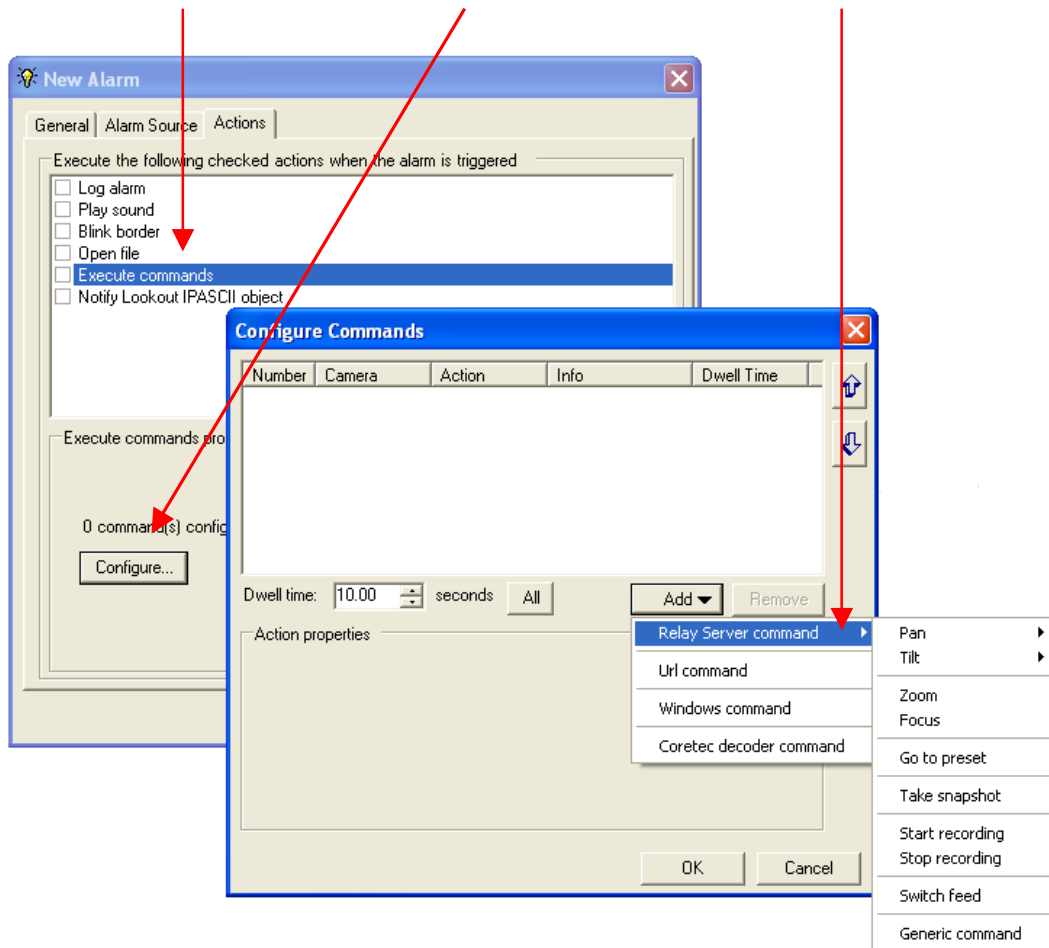 New Alarm
General
Alarm Source
Actions
Execute the following checked actions when the alarm is triggered
Log alarm
Play sound
Blink border
Open file
Execute commands
Notify Lookout IPASCII object
Execute commands pro
0 command(s) config
Configure...
Configure Commands
Number Camera Action Info Dwell Time
Dwell time: 10.00 seconds All Add Remove
Action properties
Relay Server command
Url command
Windows command
Coretec decoder command
Pan
Tilt
Zoom
Focus
Go to preset
Take snapshot
Start recording
Stop recording
Switch feed
Generic command
OK Cancel